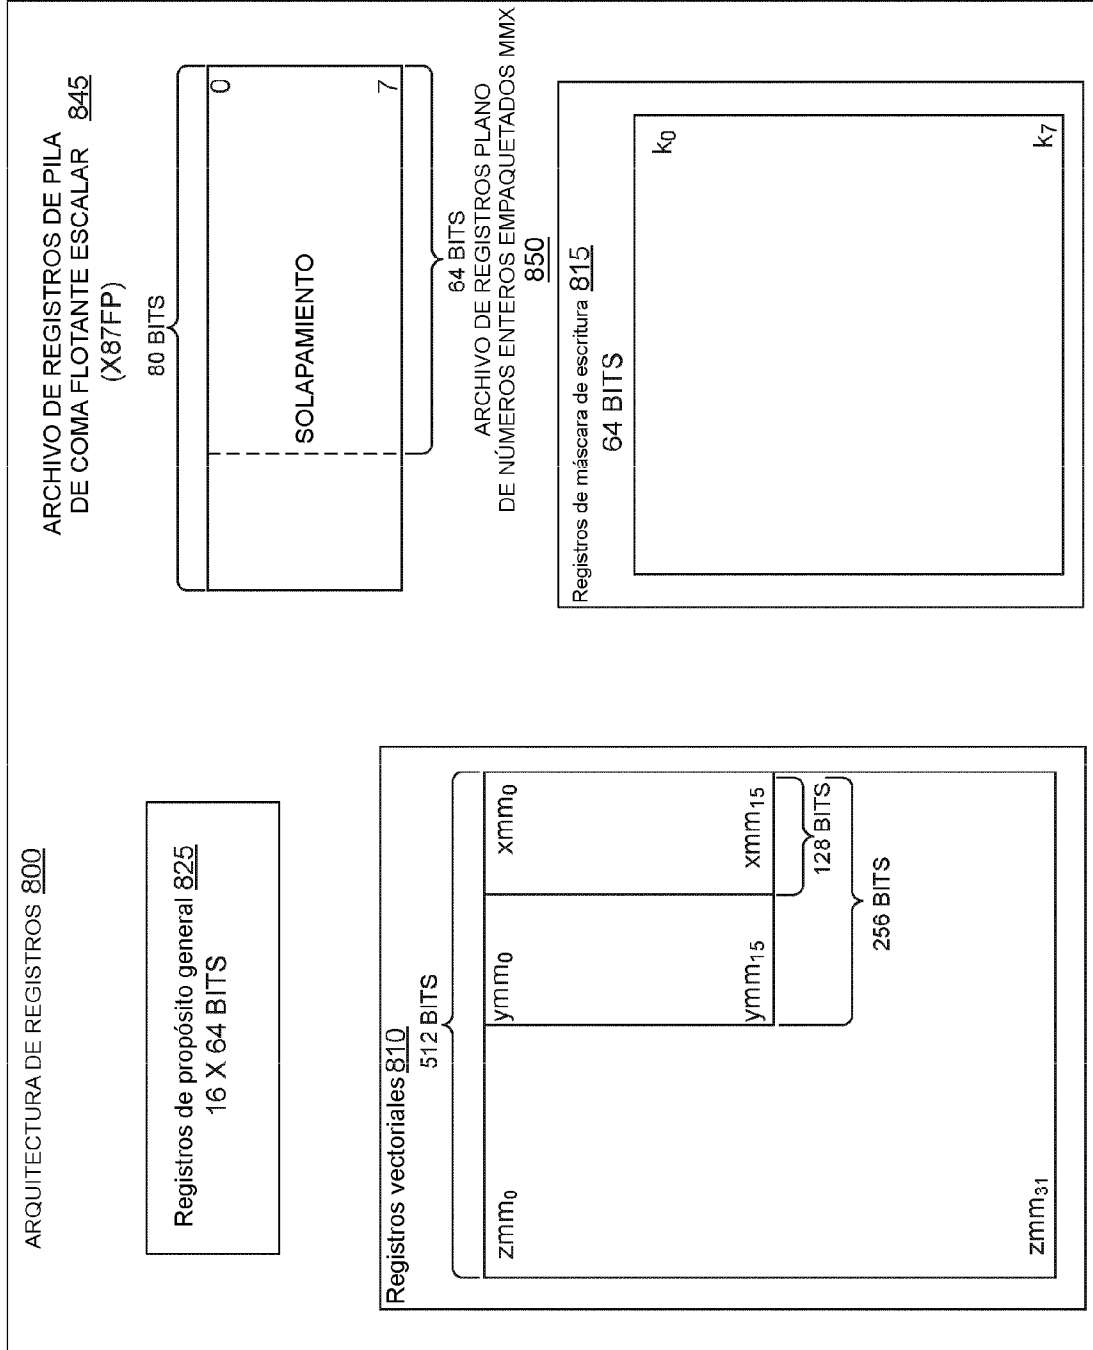 ARQUITECTURA DE REGISTROS 800
Registros de propósito general 825
16 X 64 BITS
Registros vectoriales 810
512 BITS
zmm0
ymm0
xmm0
ymm15
xmm15
128 BITS
256 BITS
zmm31
ARCHIVO DE REGISTROS DE PILA
DE COMA FLOTANTE ESCALAR 845
(X87FP)
80 BITS
0
SOLAPAMIENTO
7
64 BITS
ARCHIVO DE REGISTROS PLANO
DE NÚMEROS ENTEROS EMPAQUETADOS MMX
850
Registros de máscara de escritura 815
64 BITS
k0
k7